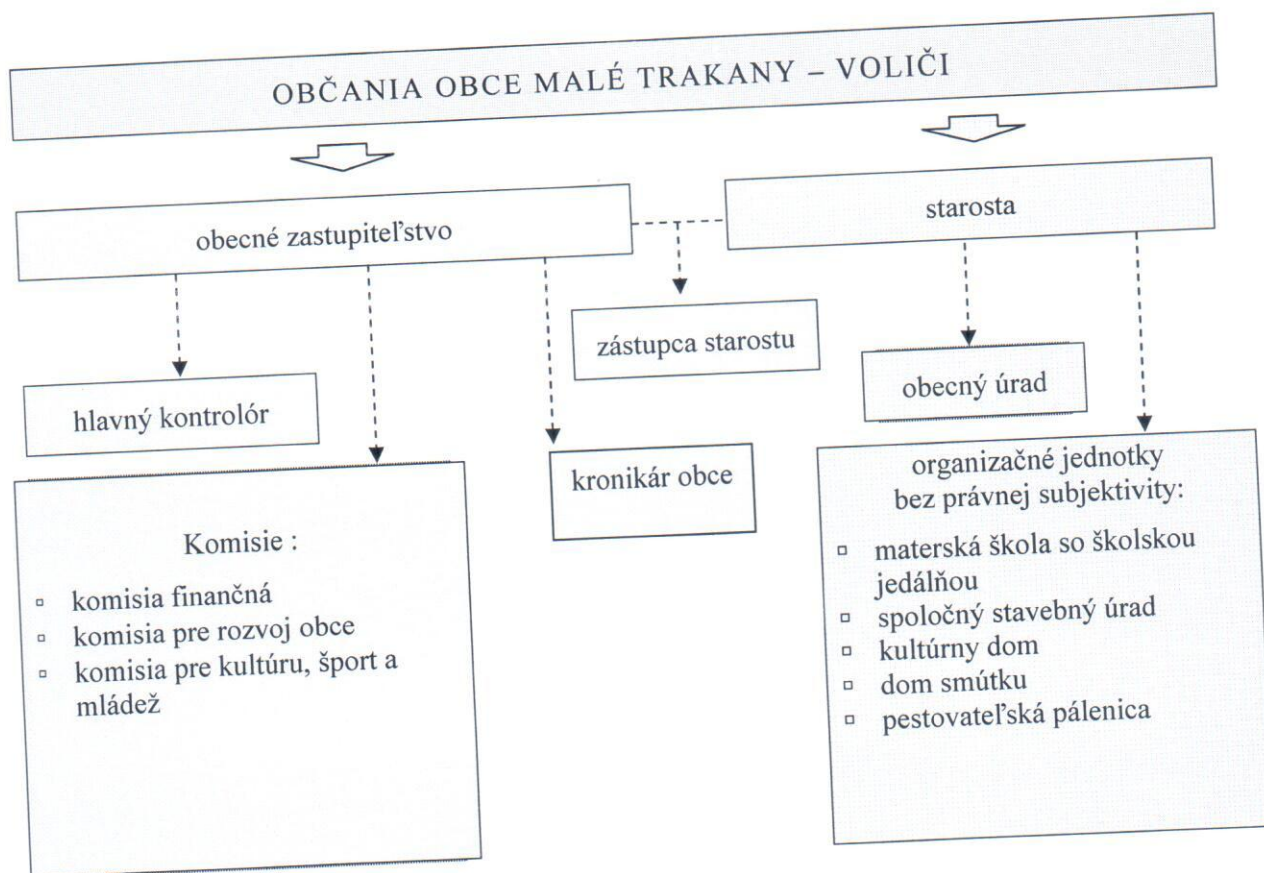 OBČANIA OBCE MALÉ TRAKANY – VOLIČI
obecné zastupiteľstvo
starosta
zástupca starostu
obecný úrad
hlavný kontrolór
kronikár obce
Komisie :
▫ komisia finančná
▫ komisia pre rozvoj obce
▫ komisia pre kultúru, šport a
mládež
organizačné jednotky
bez právnej subjektivity:
▫ materská škola so školskou
jedálňou
▫ spoločný stavebný úrad
▫ kultúrny dom
▫ dom smútku
▫ pestovateľská pálenica